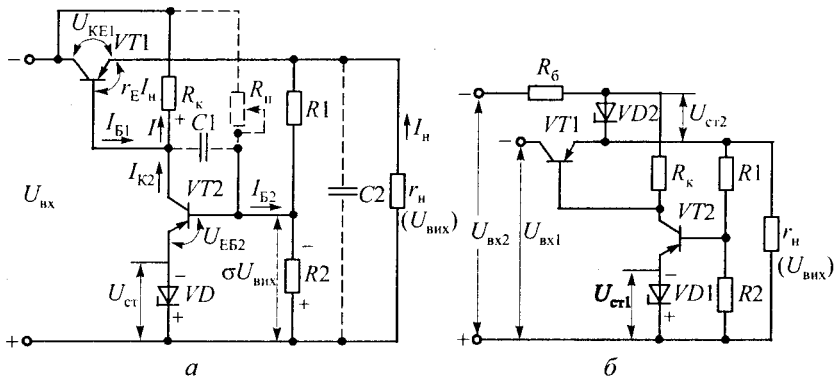 U_КЕ1
VT1
−
r_Е I_н
R_к
R_п
R1
I_н
+
I_Б1
I
C1
I_К2
U_вх
VT2
I_Б2
C2
r_н
(U_вих)
U_ЕБ2
−
−
σU_вих
R2
U_ст
VD
+
+
+
а
−
R_б
VD2
U_ст2
VT1
−
R_к
R1
VT2
U_вх2
U_вх1
r_н
(U_вих)
−
U_ст1
VD1
R2
+
+
б